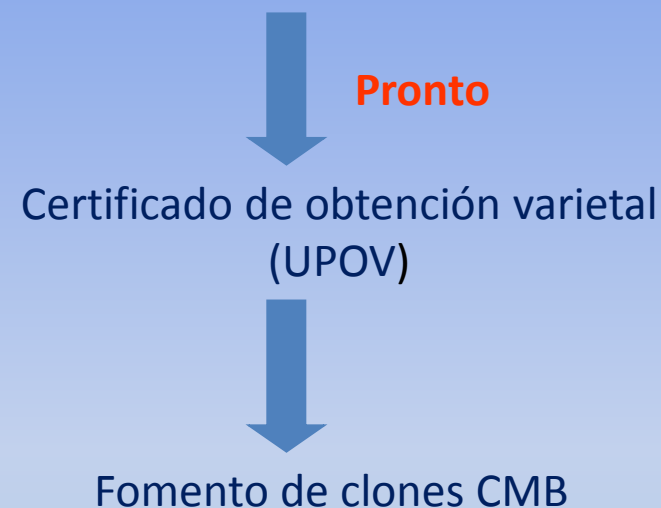 Pronto
Certificado de obtención varietal
(UPOV)
Fomento de clones CMB